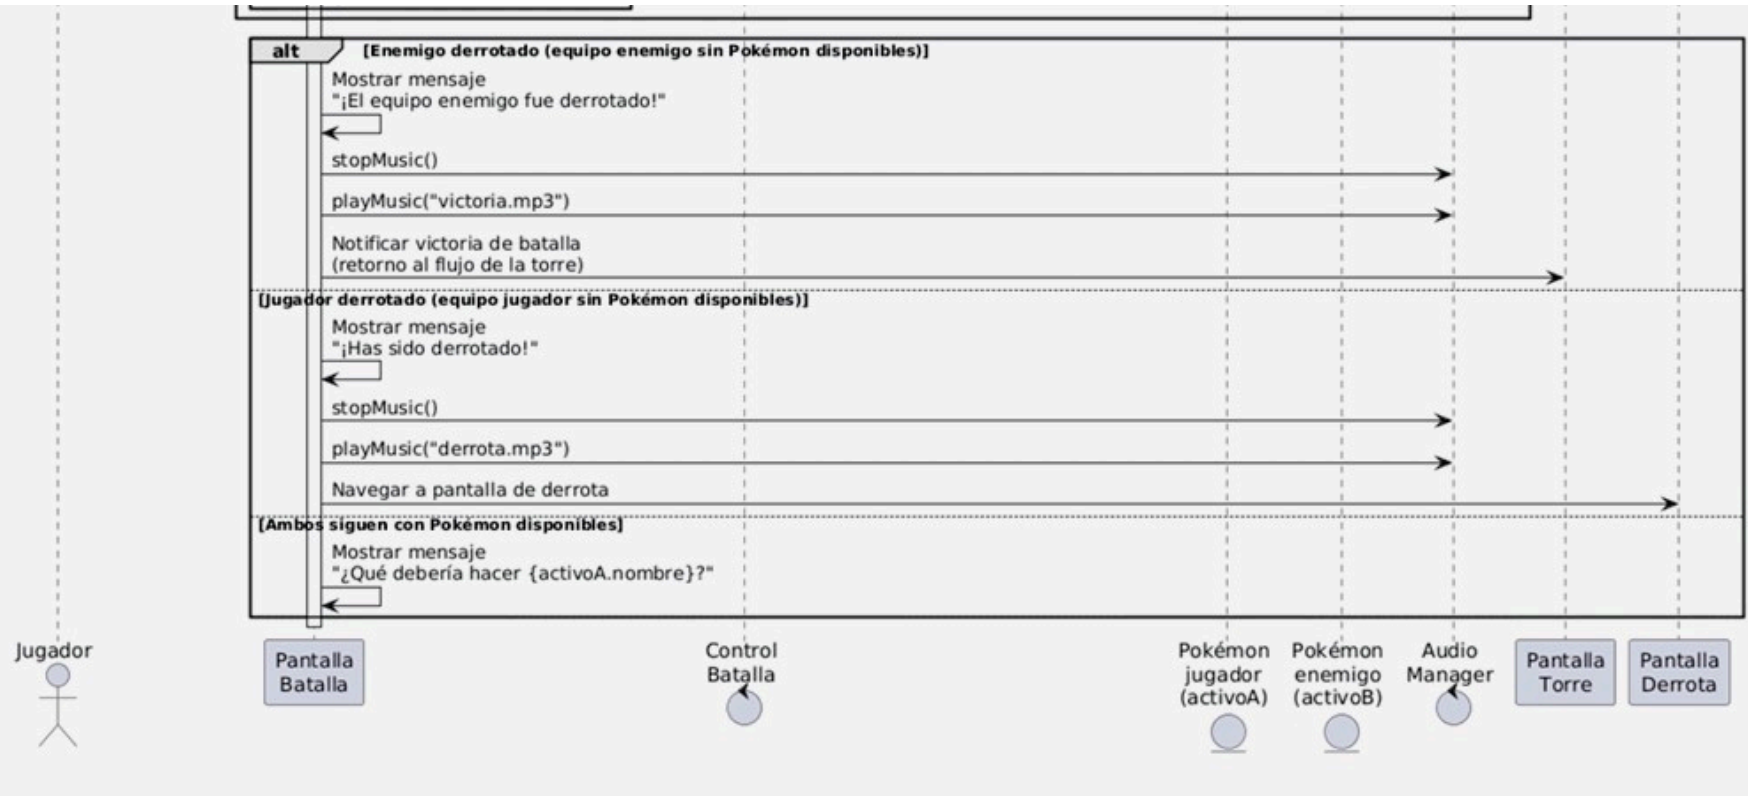 alt [Enemigo derrotado (equipo enemigo sin Pokémon disponibles)]
Mostrar mensaje
"¡El equipo enemigo fue derrotado!"
stopMusic()
playMusic("victoria.mp3")
Notificar victoria de batalla
(retorno al flujo de la torre)
[Jugador derrotado (equipo jugador sin Pokémon disponibles)]
Mostrar mensaje
"¡Has sido derrotado!"
stopMusic()
playMusic("derrota.mp3")
Navegar a pantalla de derrota
[Ambos siguen con Pokémon disponibles]
Mostrar mensaje
"¿Qué debería hacer {activoA.nombre}?"
Jugador
Pantalla
Batalla
Control
Batalla
Pokémon
jugador
(activoA)
Pokémon
enemigo
(activoB)
Audio
Manager
Pantalla
Torre
Pantalla
Derrota